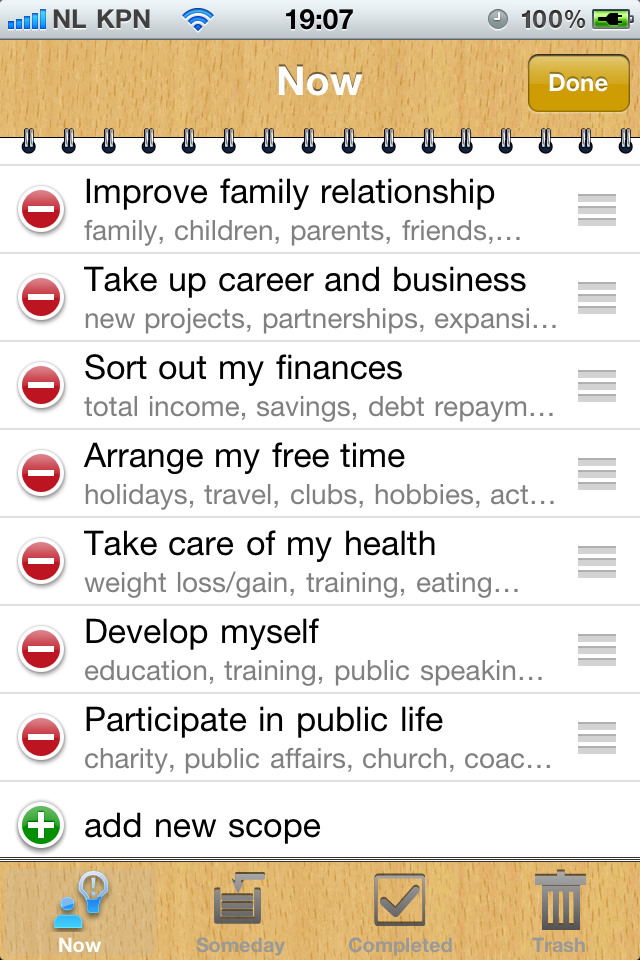 NL KPN 19:07 100%
Now Done
Improve family relationship
family, children, parents, friends,...
Take up career and business
new projects, partnerships, expansi...
Sort out my finances
total income, savings, debt repaym...
Arrange my free time
holidays, travel, clubs, hobbies, act...
Take care of my health
weight loss/gain, training, eating...
Develop myself
education, training, public speakin...
Participate in public life
charity, public affairs, church, coac...
add new scope
Now Someday Completed Trash